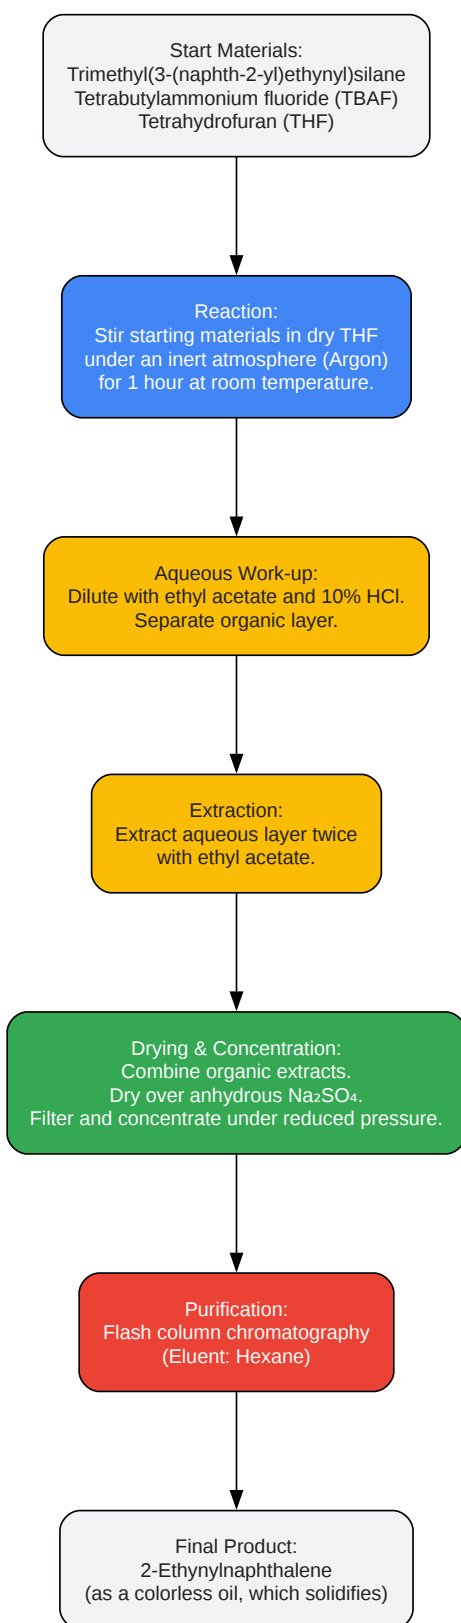 Start Materials:
Trimethyl(3-(naphth-2-yl)ethynyl)silane
Tetrabutylammonium fluoride (TBAF)
Tetrahydrofuran (THF)
Reaction:
Stir starting materials in dry THF
under an inert atmosphere (Argon)
for 1 hour at room temperature.
Aqueous Work-up:
Dilute with ethyl acetate and 10% HCl.
Separate organic layer.
Extraction:
Extract aqueous layer twice
with ethyl acetate.
Drying & Concentration:
Combine organic extracts.
Dry over anhydrous Na₂SO₄.
Filter and concentrate under reduced pressure.
Purification:
Flash column chromatography
(Eluent: Hexane)
Final Product:
2-Ethynylnaphthalene
(as a colorless oil, which solidifies)